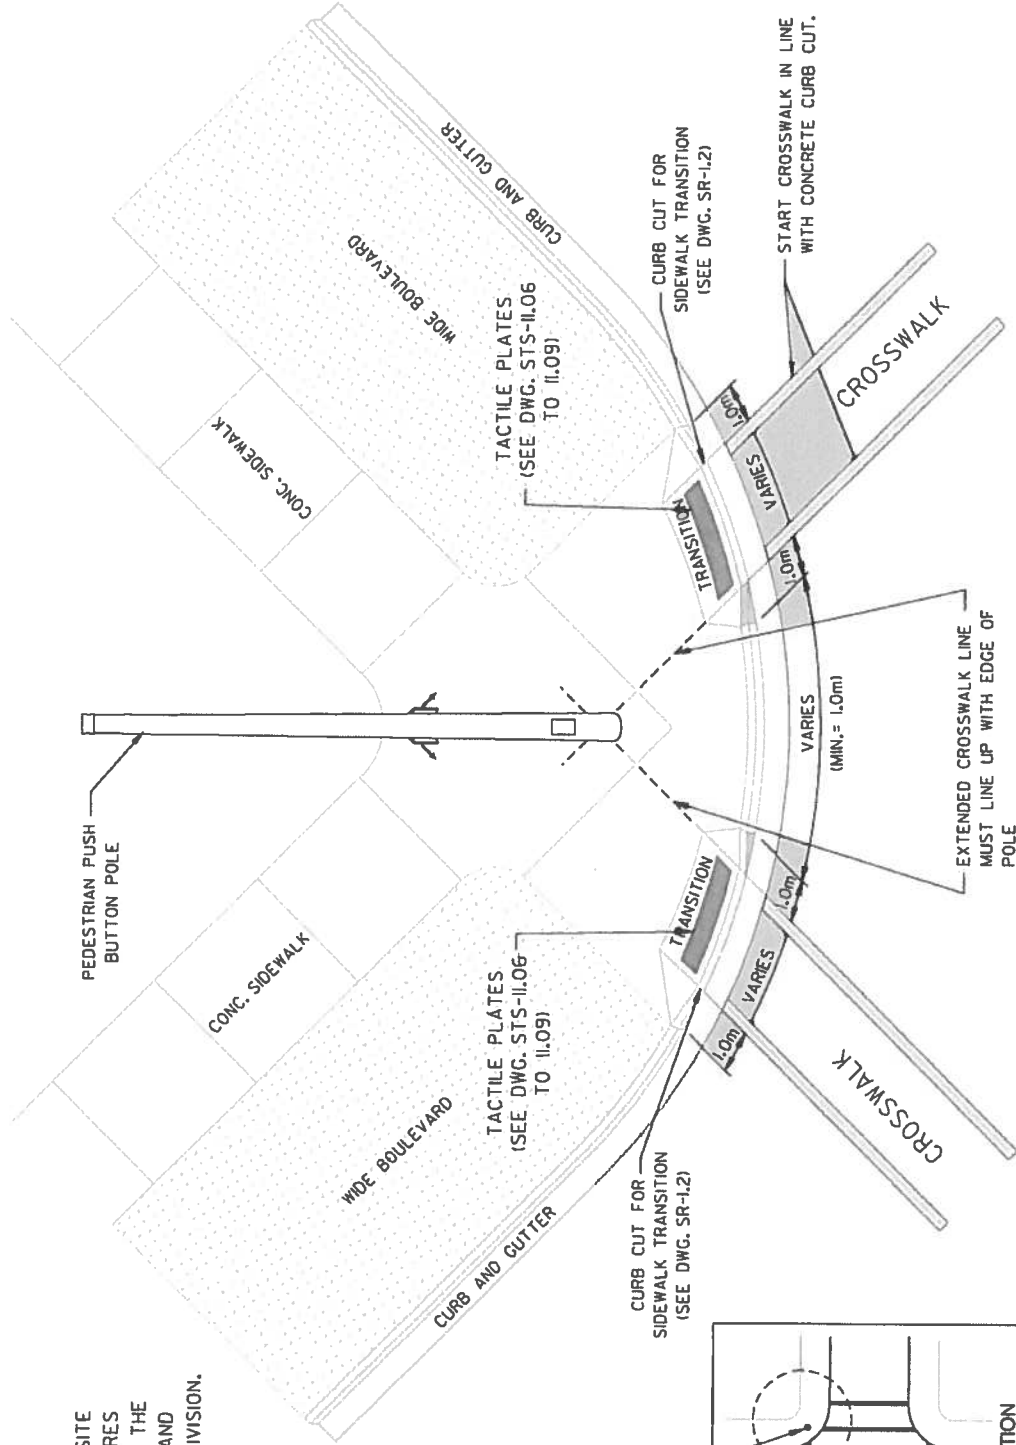 SITE
RES
THE
AND
IVISION.
PEDESTRIAN PUSH
BUTTON POLE
CONC. SIDEWALK
CONC. SIDEWALK
WIDE BOULEVARD
WIDE BOULEVARD
CURB AND GUTTER
CURB AND GUTTER
TACTILE PLATES
(SEE DWG. STS-11.06
TO 11.09)
TACTILE PLATES
(SEE DWG. STS-11.06
TO 11.09)
TRANSITION
TRANSITION
CURB CUT FOR
SIDEWALK TRANSITION
(SEE DWG. SR-1.2)
CURB CUT FOR
SIDEWALK TRANSITION
(SEE DWG. SR-1.2)
1.0m
VARIES
1.0m
VARIES
(MIN.= 1.0m)
1.0m
VARIES
1.0m
CROSSWALK
CROSSWALK
START CROSSWALK IN LINE
WITH CONCRETE CURB CUT.
EXTENDED CROSSWALK LINE
MUST LINE UP WITH EDGE OF
POLE
TION